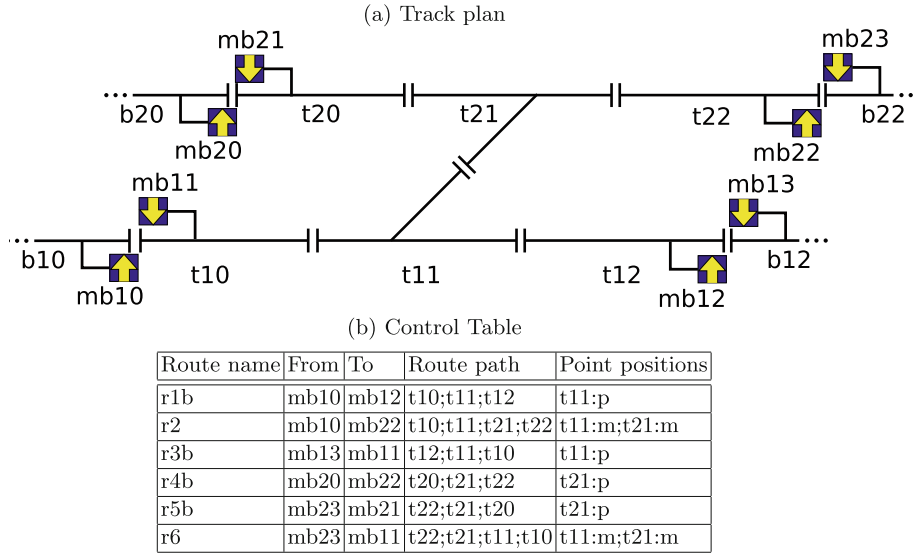 (a) Track plan
mb21
mb23
b20
t20
t21
t22
b22
mb20
mb22
mb11
mb13
b10
t10
t11
t12
b12
mb10
mb12
(b) Control Table
Route name From To Route path Point positions
r1b mb10 mb12 t10;t11;t12 t11:p
r2 mb10 mb22 t10;t11;t21;t22 t11:m;t21:m
r3b mb13 mb11 t12;t11;t10 t11:p
r4b mb20 mb22 t20;t21;t22 t21:p
r5b mb23 mb21 t22;t21;t20 t21:p
r6 mb23 mb11 t22;t21;t11;t10 t11:m;t21:m